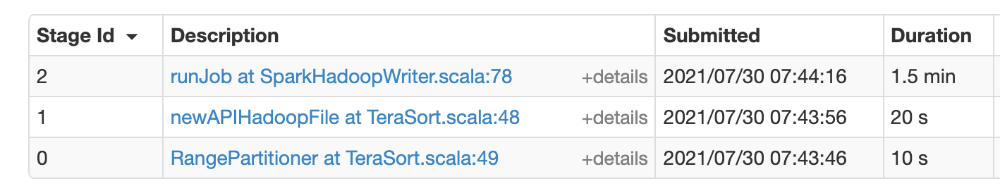 Stage Id Description Submitted Duration
2 runJob at SparkHadoopWriter.scala:78 +details 2021/07/30 07:44:16 1.5 min
1 newAPIHadoopFile at TeraSort.scala:48 +details 2021/07/30 07:43:56 20 s
0 RangePartitioner at TeraSort.scala:49 +details 2021/07/30 07:43:46 10 s